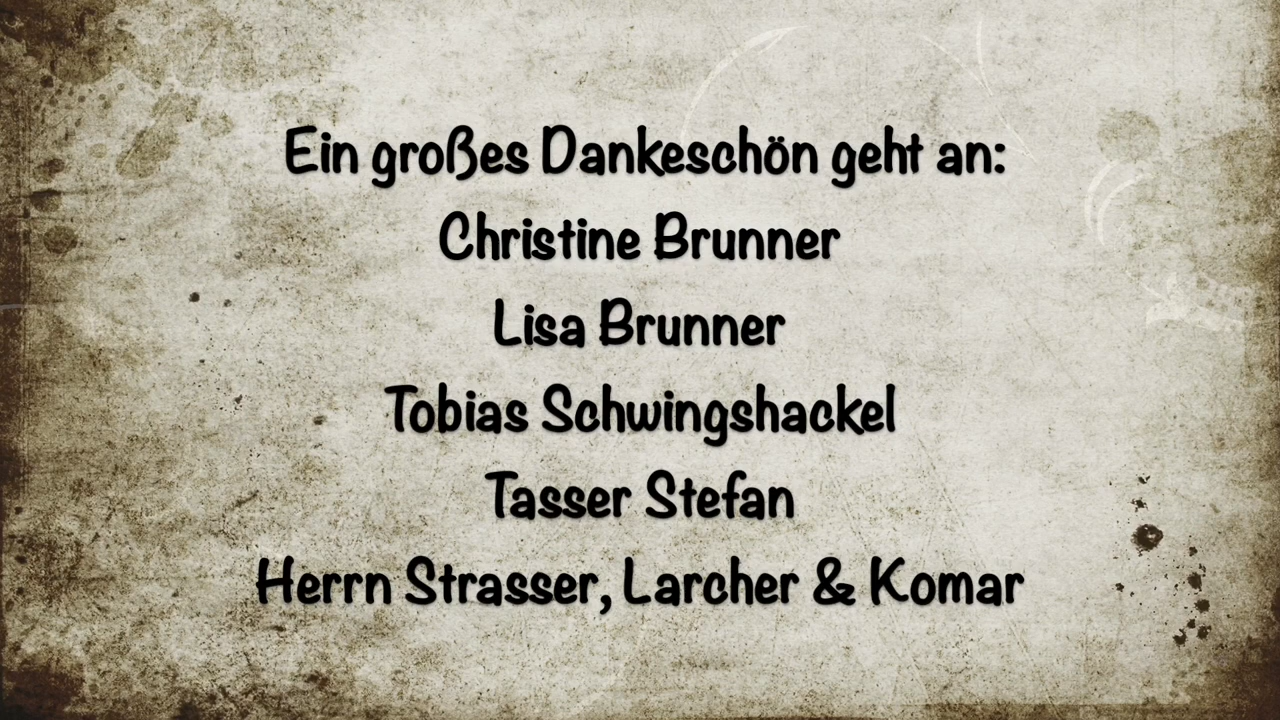 Ein großes Dankeschön geht an:
Christine Brunner
Lisa Brunner
Tobias Schwingshackel
Tasser Stefan
Herrn Strasser, Larcher & Komar